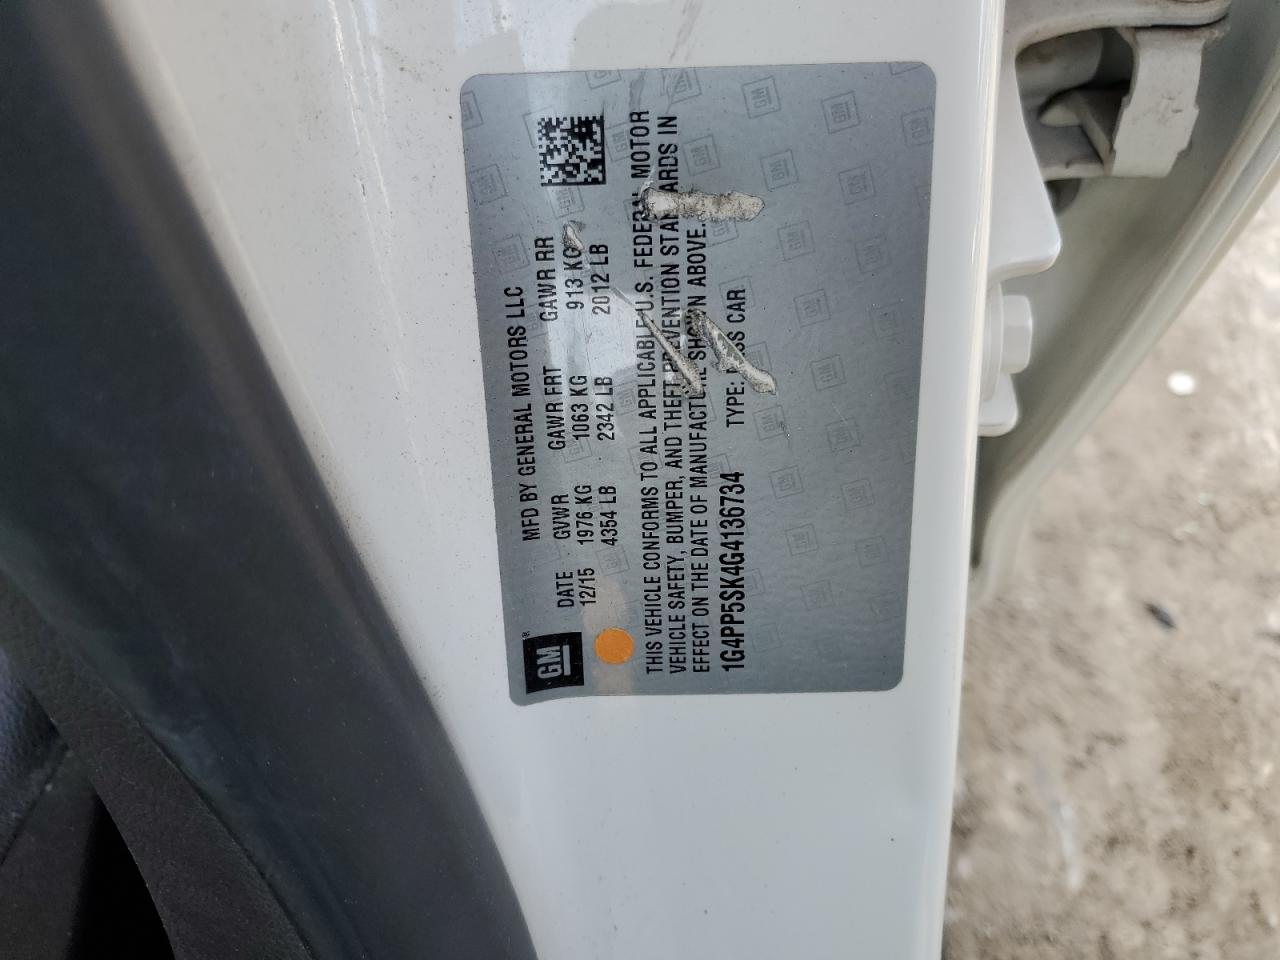 MFD BY GENERAL MOTORS LLC
DATE GVWR GAWR FRT GAWR RR
12/15 1976 KG 1063 KG 913 KG
4354 LB 2342 LB 2012 LB
GM®
THIS VEHICLE CONFORMS TO ALL APPLICABLE U.S. FEDERAL MOTOR
VEHICLE SAFETY, BUMPER, AND THEFT PREVENTION STANDARDS IN
EFFECT ON THE DATE OF MANUFACTURE SHOWN ABOVE.
1G4PP5SK4G4136734 TYPE: CAR